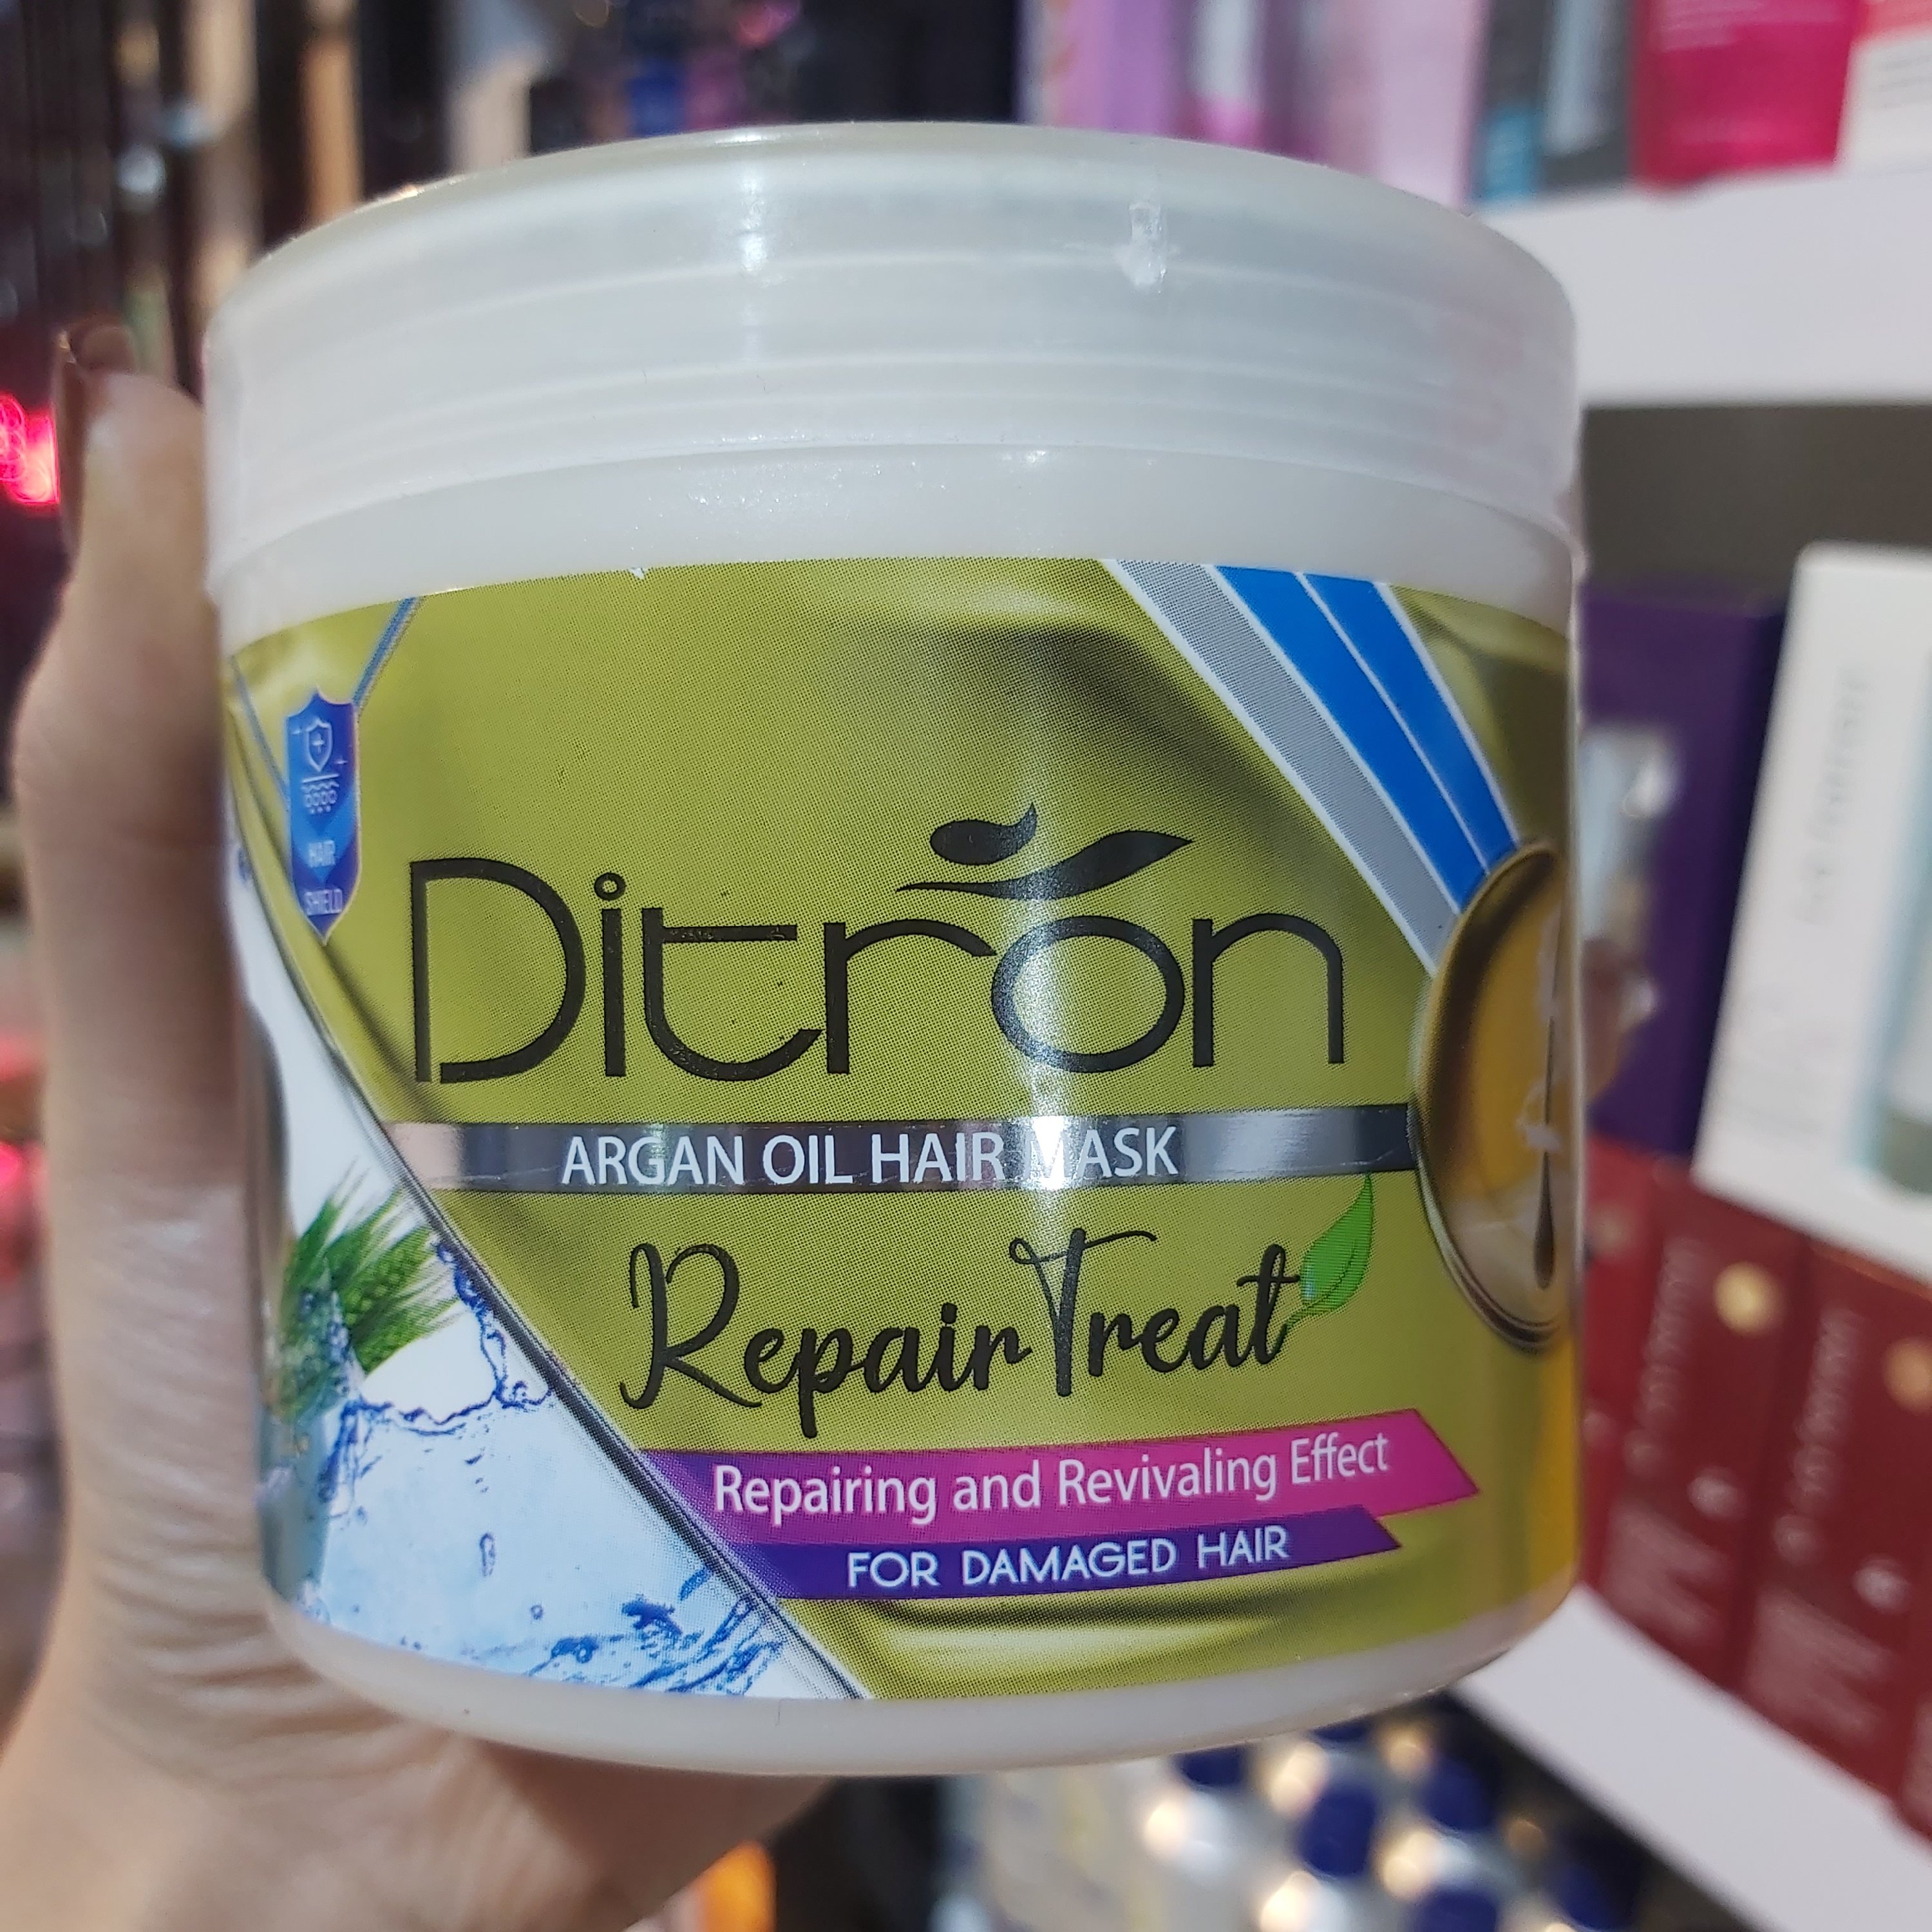 HAIR
SHIELD
Ditron
ARGAN OIL HAIR MASK
Repair Treat
Repairing and Revivaling Effect
FOR DAMAGED HAIR